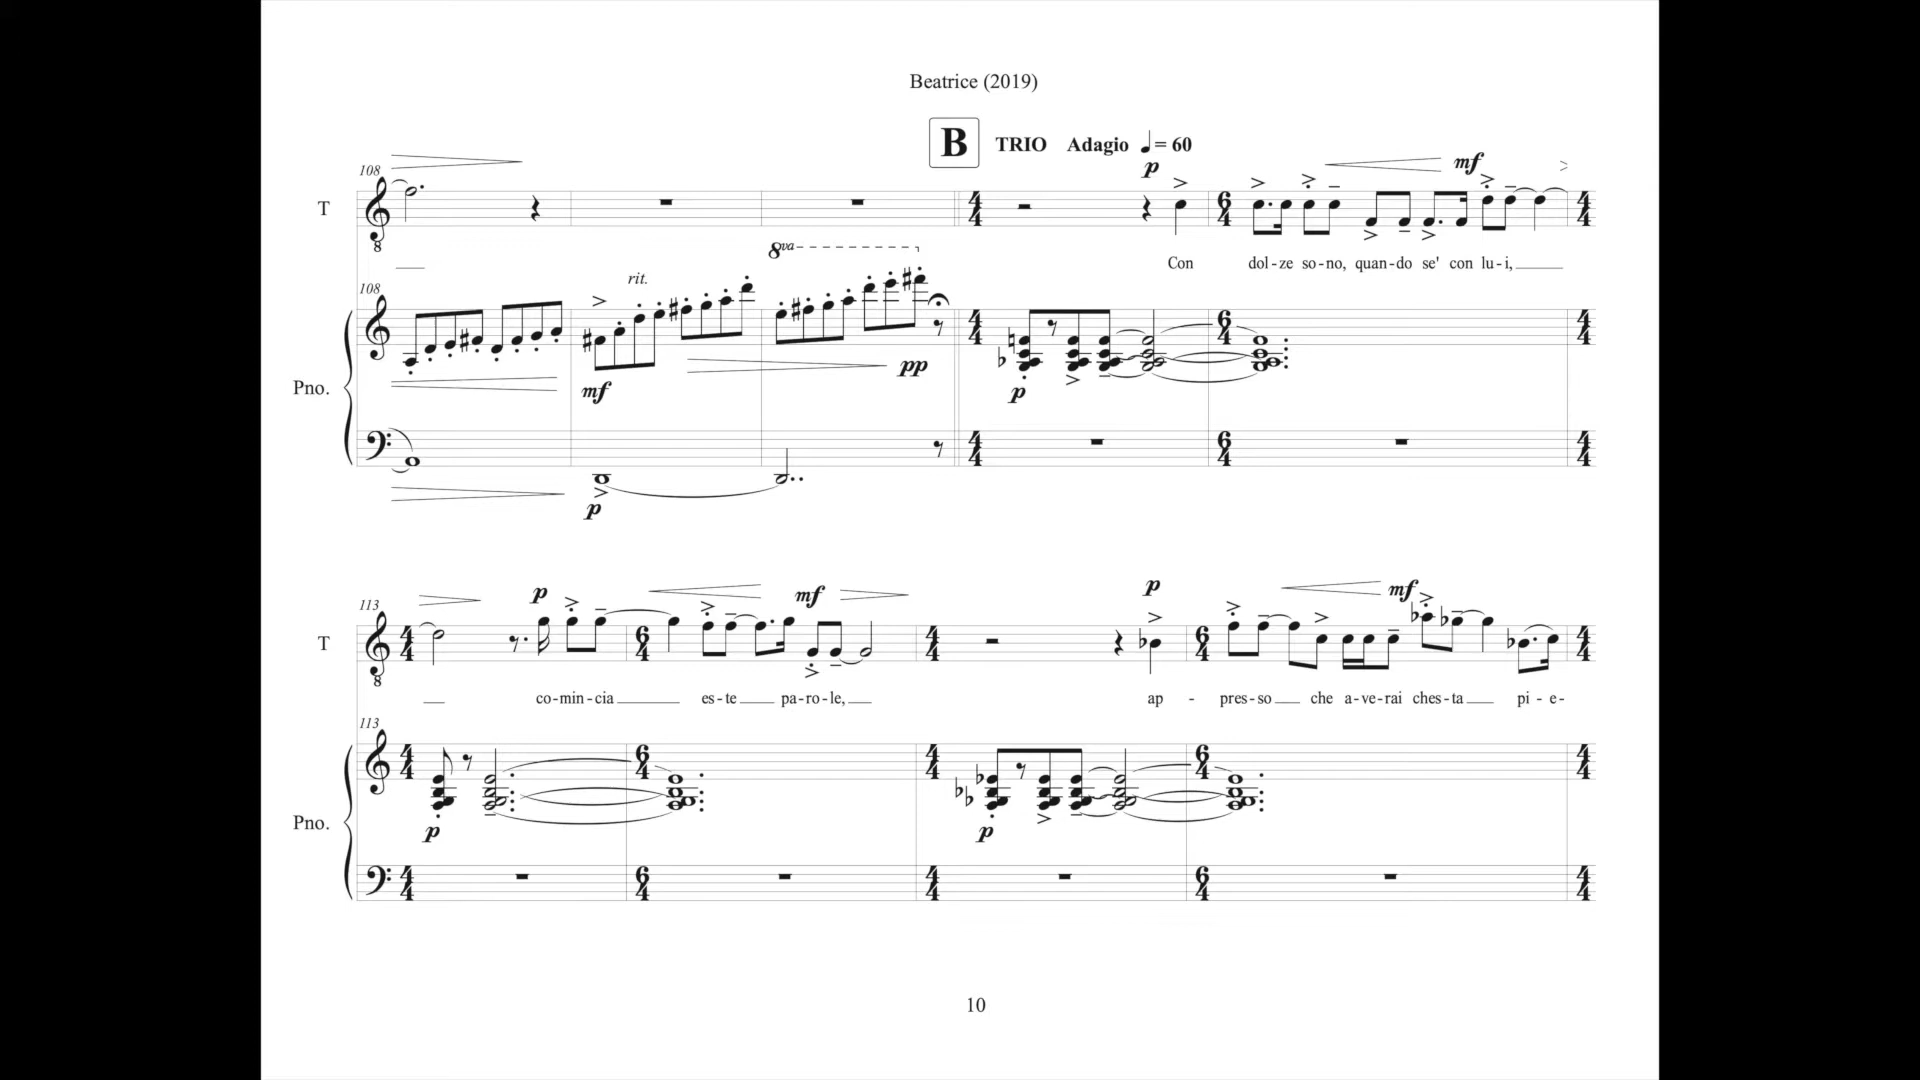 Beatrice (2019)
B TRIO Adagio ♩= 60
p
mf
108
T
Con dol-ze so-no, quan-do se' con lu-i,
8va
108
rit.
Pno.
mf
pp
p
p
p
mf
p
mf
113
T
co-min-cia es-te pa-ro-le, ap - pres-so che a-ve-rai ches-ta pi - e-
113
Pno.
p
p
10